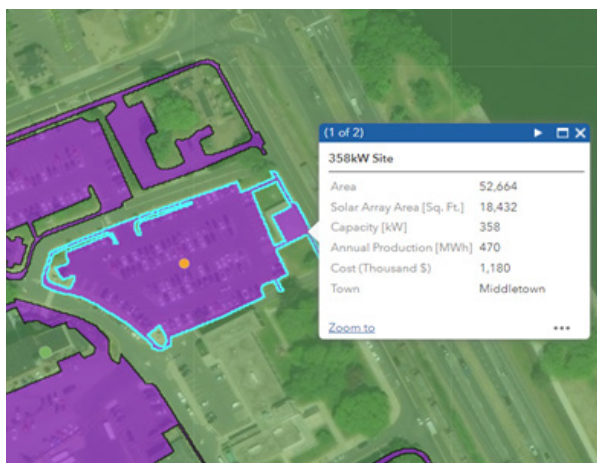 (1 of 2)
358kW Site
Area 52,664
Solar Array Area [Sq. Ft.] 18,432
Capacity [kW] 358
Annual Production [MWh] 470
Cost (Thousand $) 1,180
Town Middletown
Zoom to